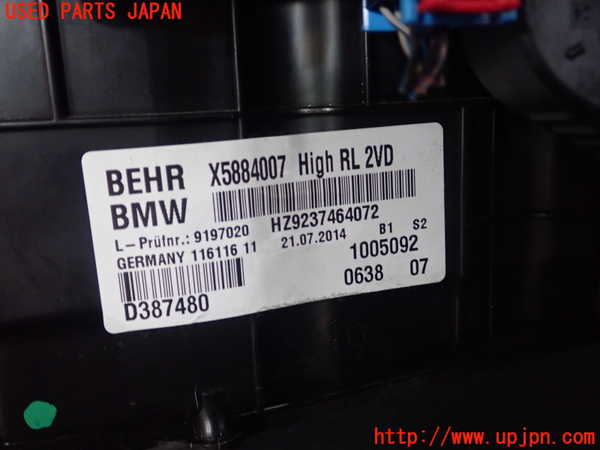 USED PARTS JAPAN
BEHR X5884007 High RL 2VD
BMW HZ9237464072
L-Prüfnr.: 9197020 21.07.2014 B1 S2
GERMANY 116116 11 1005092
0638 07
D387480
upj
www.upjpn.com